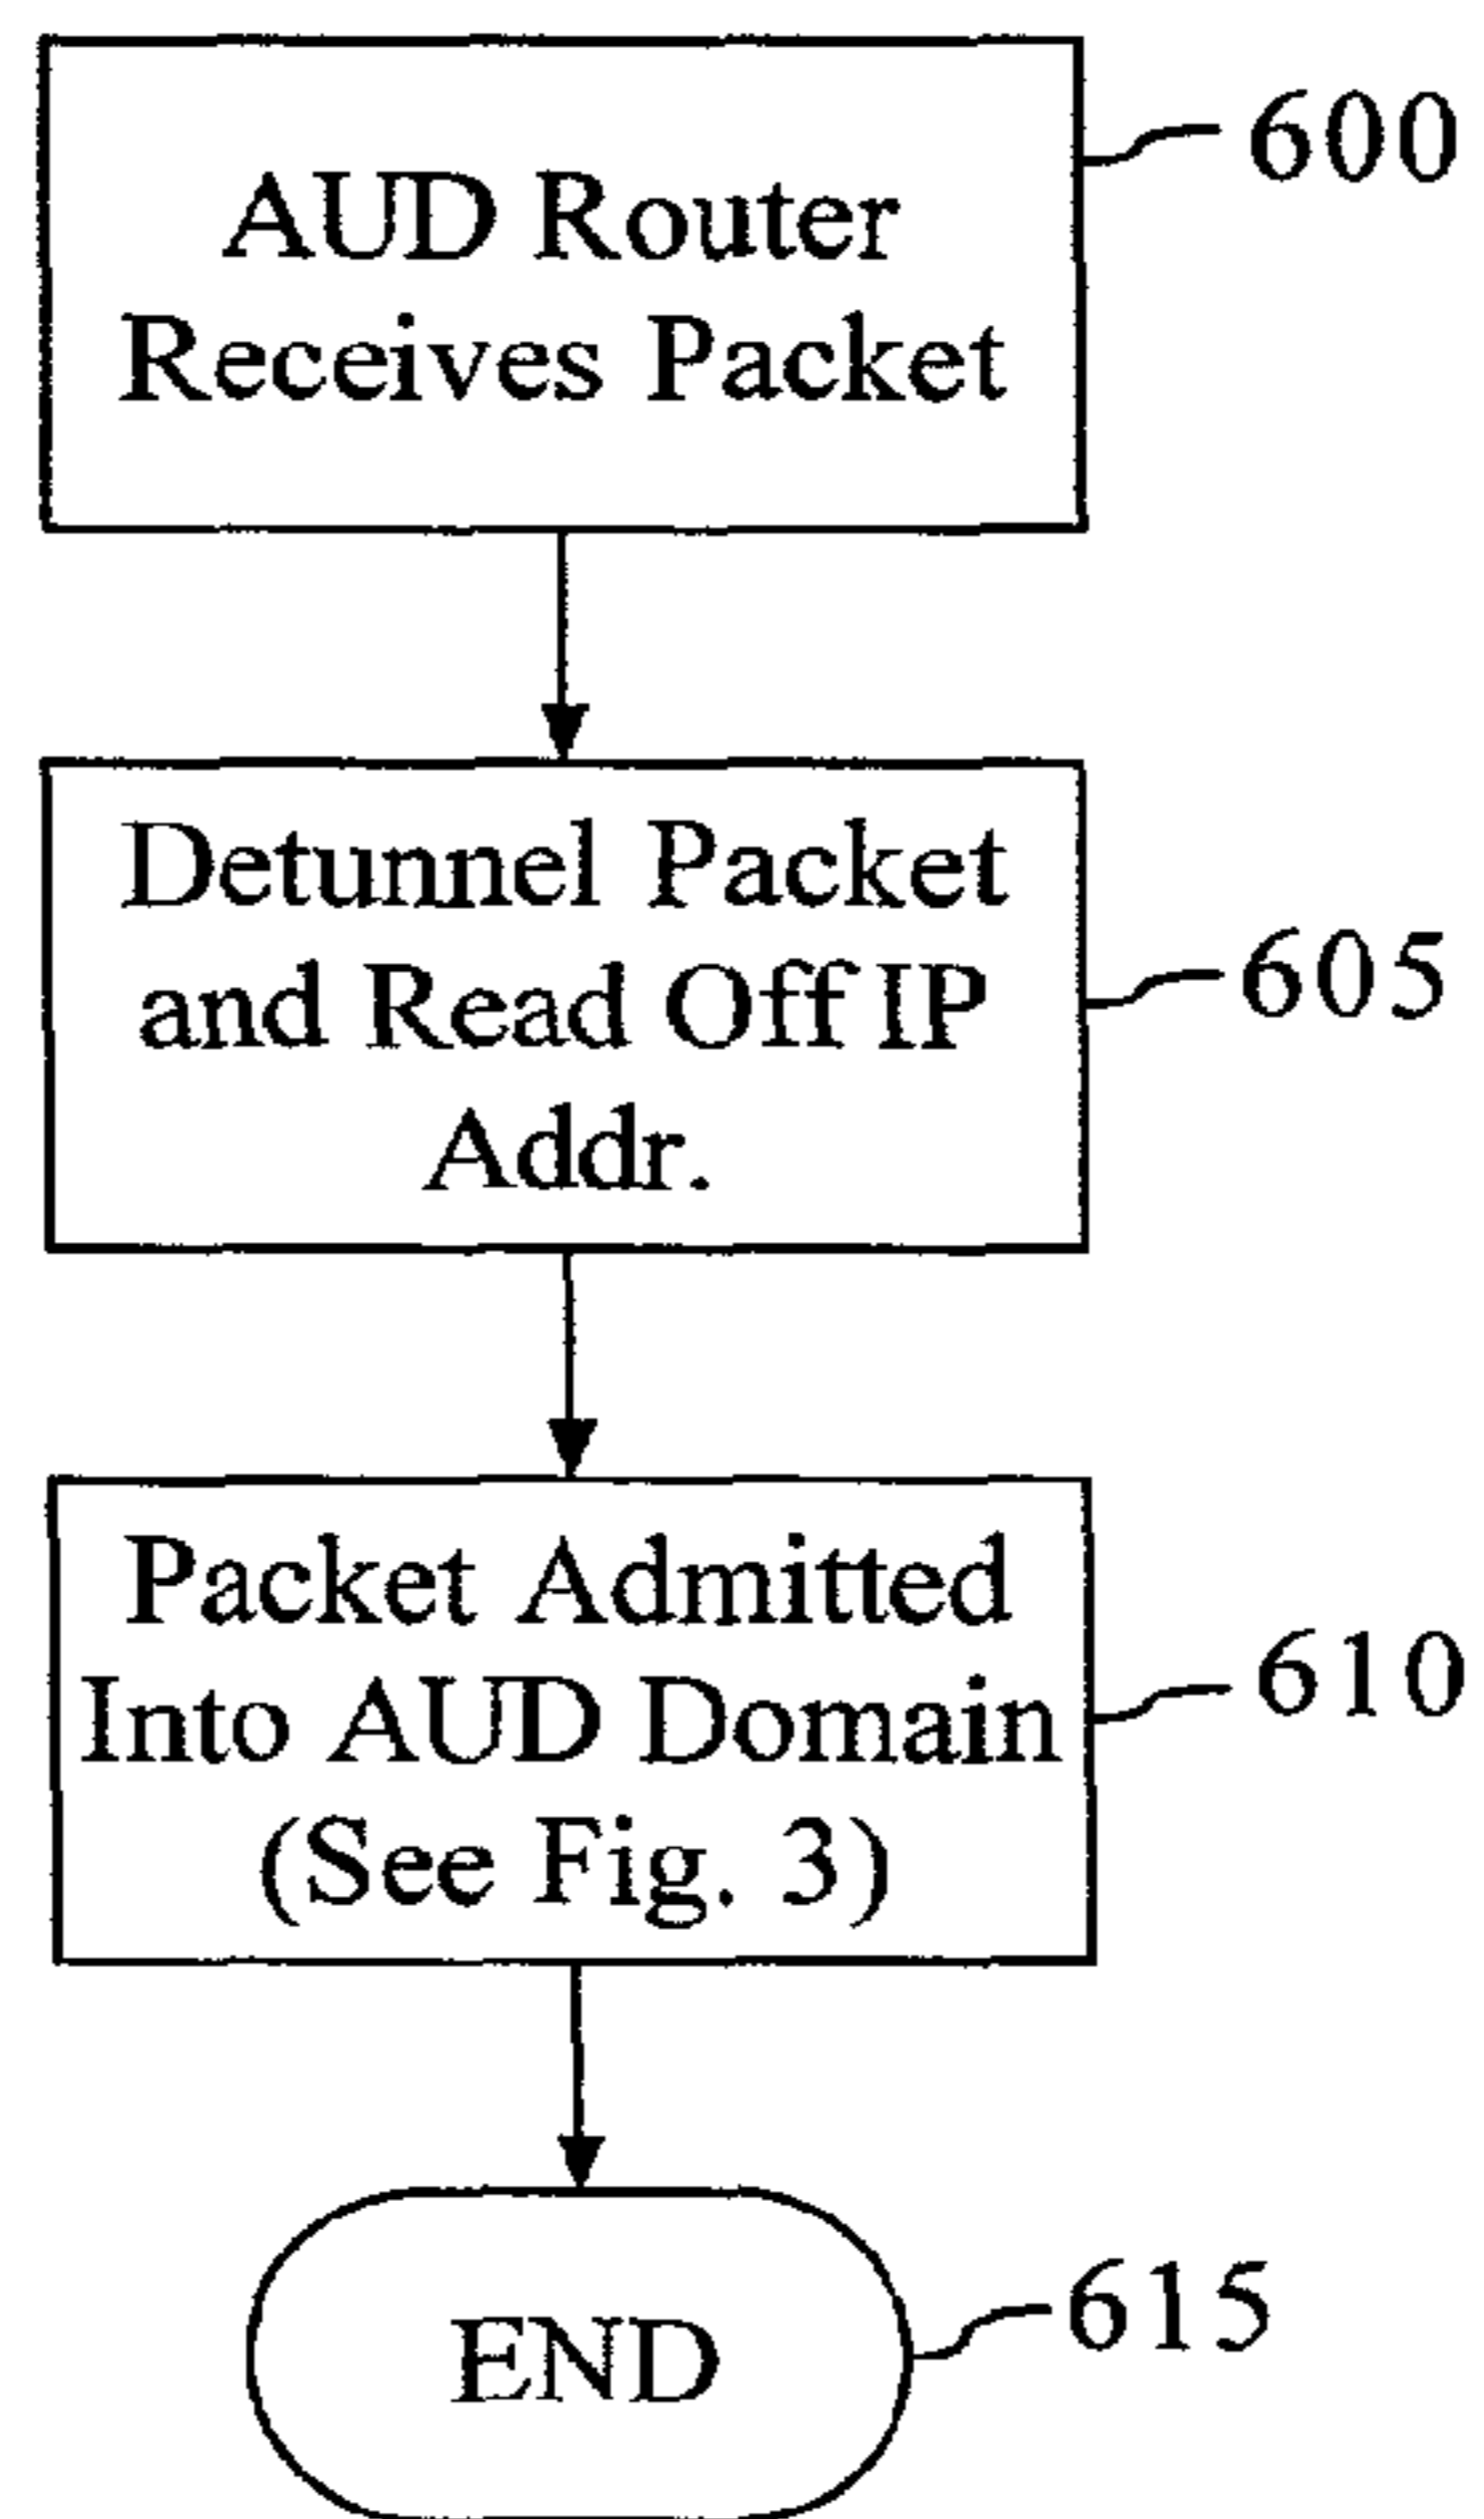 AUD Router
Receives Packet
600
Detunnel Packet
and Read Off IP
Addr.
605
Packet Admitted
Into AUD Domain
(See Fig. 3)
610
END
615